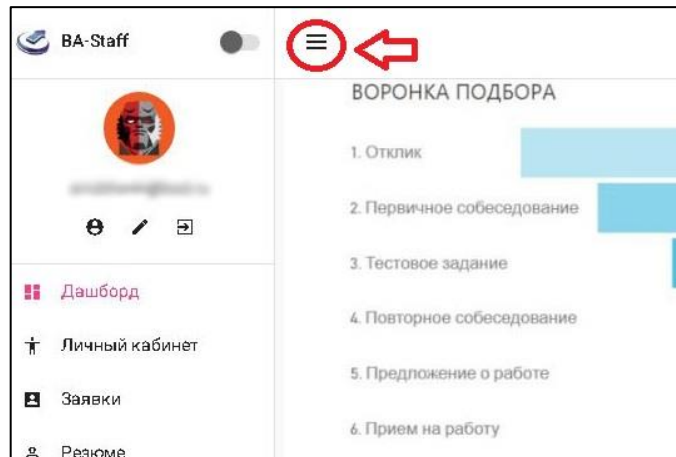 BA-Staff
Дашборд
Личный кабинет
Заявки
Резюме
ВОРОНКА ПОДБОРА
1. Отклик
2. Первичное собеседование
3. Тестовое задание
4. Повторное собеседование
5. Предложение о работе
6. Прием на работу